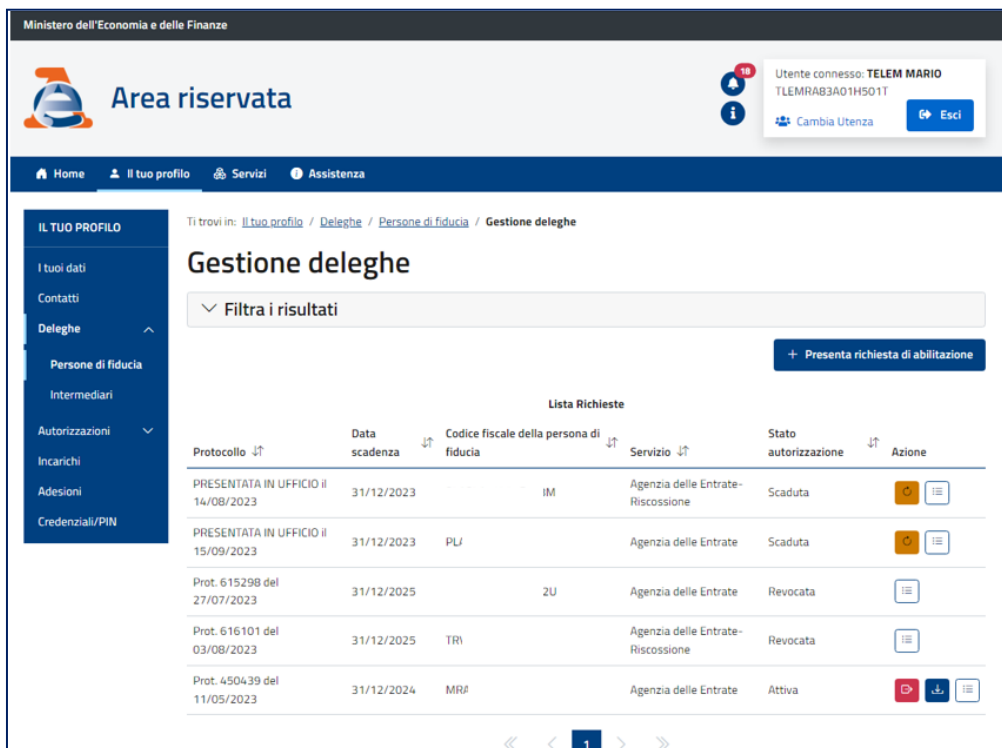 Ministero dell'Economia e delle Finanze
Area riservata
18
Utente connesso: TELEM MARIO
TLEMRA83A01H501T
Cambia Utenza
Esci
Home Il tuo profilo Servizi Assistenza
IL TUO PROFILO
I tuoi dati
Contatti
Deleghe
Persone di fiducia
Intermediari
Autorizzazioni
Incarichi
Adesioni
Credenziali/PIN
Ti trovi in: Il tuo profilo / Deleghe / Persone di fiducia / Gestione deleghe
Gestione deleghe
Filtra i risultati
+ Presenta richiesta di abilitazione
Lista Richieste
Protocollo Data scadenza Codice fiscale della persona di fiducia Servizio Stato autorizzazione Azione
PRESENTATA IN UFFICIO il 14/08/2023 31/12/2023 IM Agenzia delle Entrate-Riscossione Scaduta
PRESENTATA IN UFFICIO il 15/09/2023 31/12/2023 PL Agenzia delle Entrate Scaduta
Prot. 615298 del 27/07/2023 31/12/2025 2U Agenzia delle Entrate Revocata
Prot. 616101 del 03/08/2023 31/12/2025 TR Agenzia delle Entrate-Riscossione Revocata
Prot. 450439 del 11/05/2023 31/12/2024 MR Agenzia delle Entrate Attiva
1